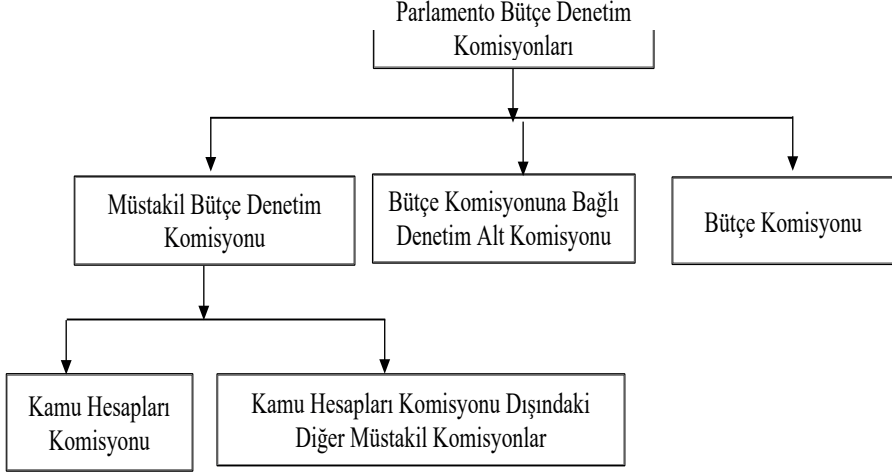 Parlamento Bütçe Denetim
Komisyonları
Müstakil Bütçe Denetim
Komisyonu
Bütçe Komisyonuna Bağlı
Denetim Alt Komisyonu
Bütçe Komisyonu
Kamu Hesapları
Komisyonu
Kamu Hesapları Komisyonu Dışındaki
Diğer Müstakil Komisyonlar